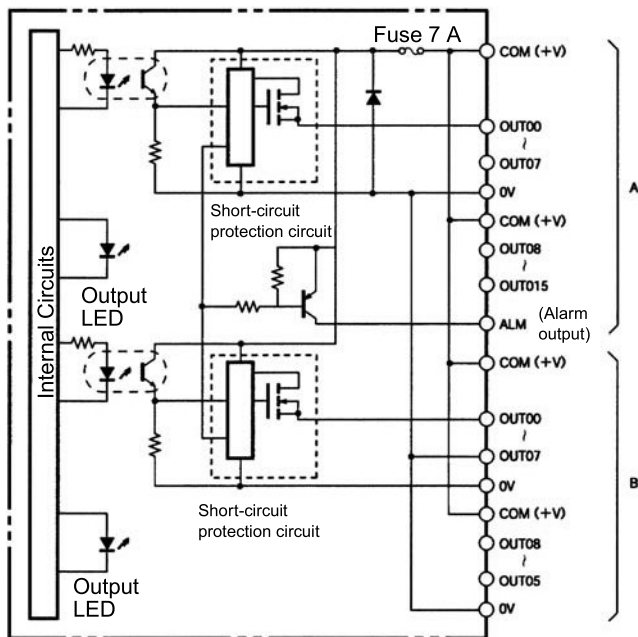 Fuse 7 A
COM (+V)
OUT00
~
OUT07
0V
COM (+V)
OUT08
~
OUT015
ALM
(Alarm
output)
A
Short-circuit
protection circuit
Internal Circuits
Output
LED
COM (+V)
OUT00
~
OUT07
0V
COM (+V)
OUT08
~
OUT05
0V
B
Short-circuit
protection circuit
Output
LED